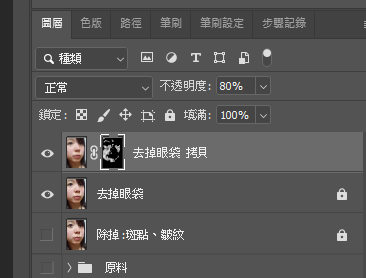 圖層 色版 路徑 筆刷 筆刷設定 步驟記錄
種類
正常 不透明度: 80%
鎖定: 填滿: 100%
去掉眼袋 拷貝
去掉眼袋
除掉:斑點、皺紋
原料